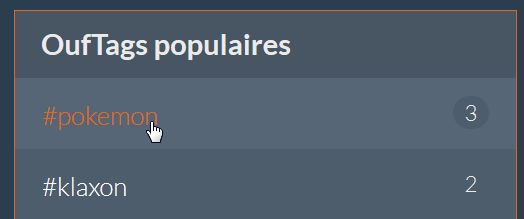 OufTags populaires
#pokemon 3
#klaxon 2